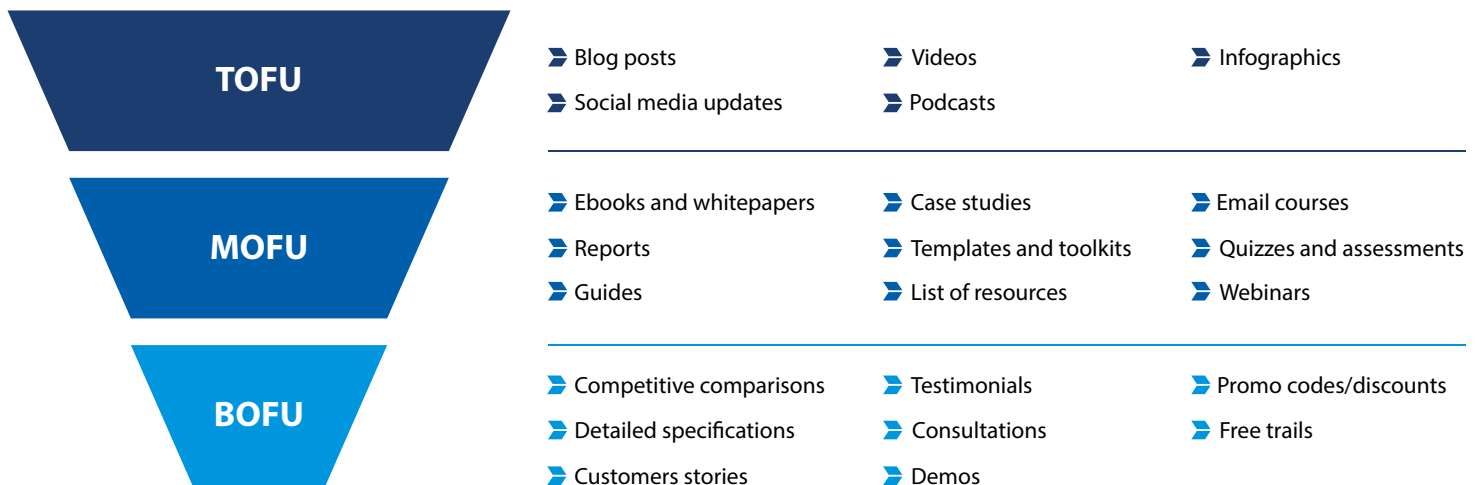 TOFU
Blog posts
Videos
Infographics
Social media updates
Podcasts
MOFU
Ebooks and whitepapers
Case studies
Email courses
Reports
Templates and toolkits
Quizzes and assessments
Guides
List of resources
Webinars
BOFU
Competitive comparisons
Testimonials
Promo codes/discounts
Detailed specifications
Consultations
Free trails
Customers stories
Demos